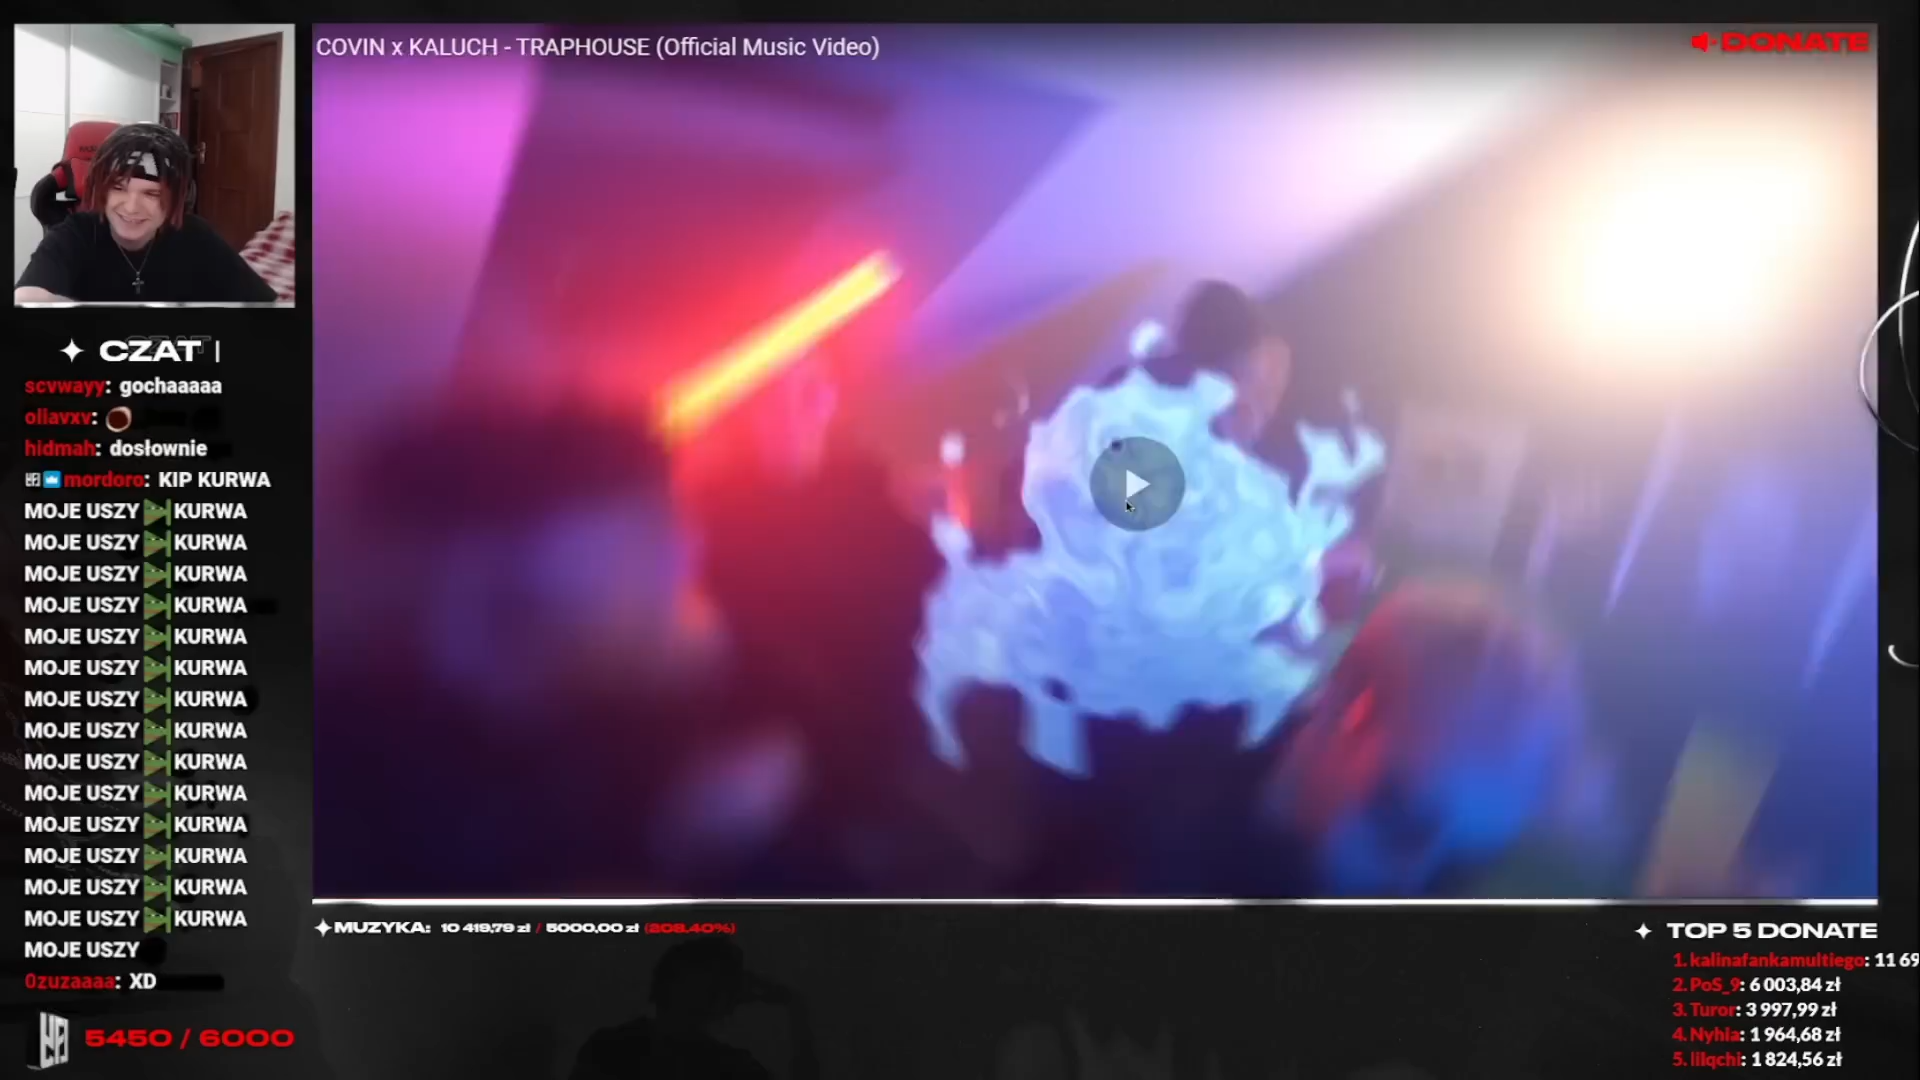 COVIN x KALUCH - TRAPHOUSE (Official Music Video)
DONATE
CZAT
scvwayy: gochaaaaa
ollavxv:
hidmah: dosłownie
mordoro: KIP KURWA
MOJE USZY KURWA
MOJE USZY KURWA
MOJE USZY KURWA
MOJE USZY KURWA
MOJE USZY KURWA
MOJE USZY KURWA
MOJE USZY KURWA
MOJE USZY KURWA
MOJE USZY KURWA
MOJE USZY KURWA
MOJE USZY KURWA
MOJE USZY KURWA
MOJE USZY KURWA
MOJE USZY KURWA
MOJE USZY
0zuzaaaa: XD
5450 / 6000
MUZYKA: 10 419,79 zł / 5000,00 zł (208.40%)
TOP 5 DONATE
1. kalinafankamultiego: 11 69
2. PoS_9: 6 003,84 zł
3. Turor: 3 997,99 zł
4. Nyhia: 1 964,68 zł
5. lilqchi: 1 824,56 zł